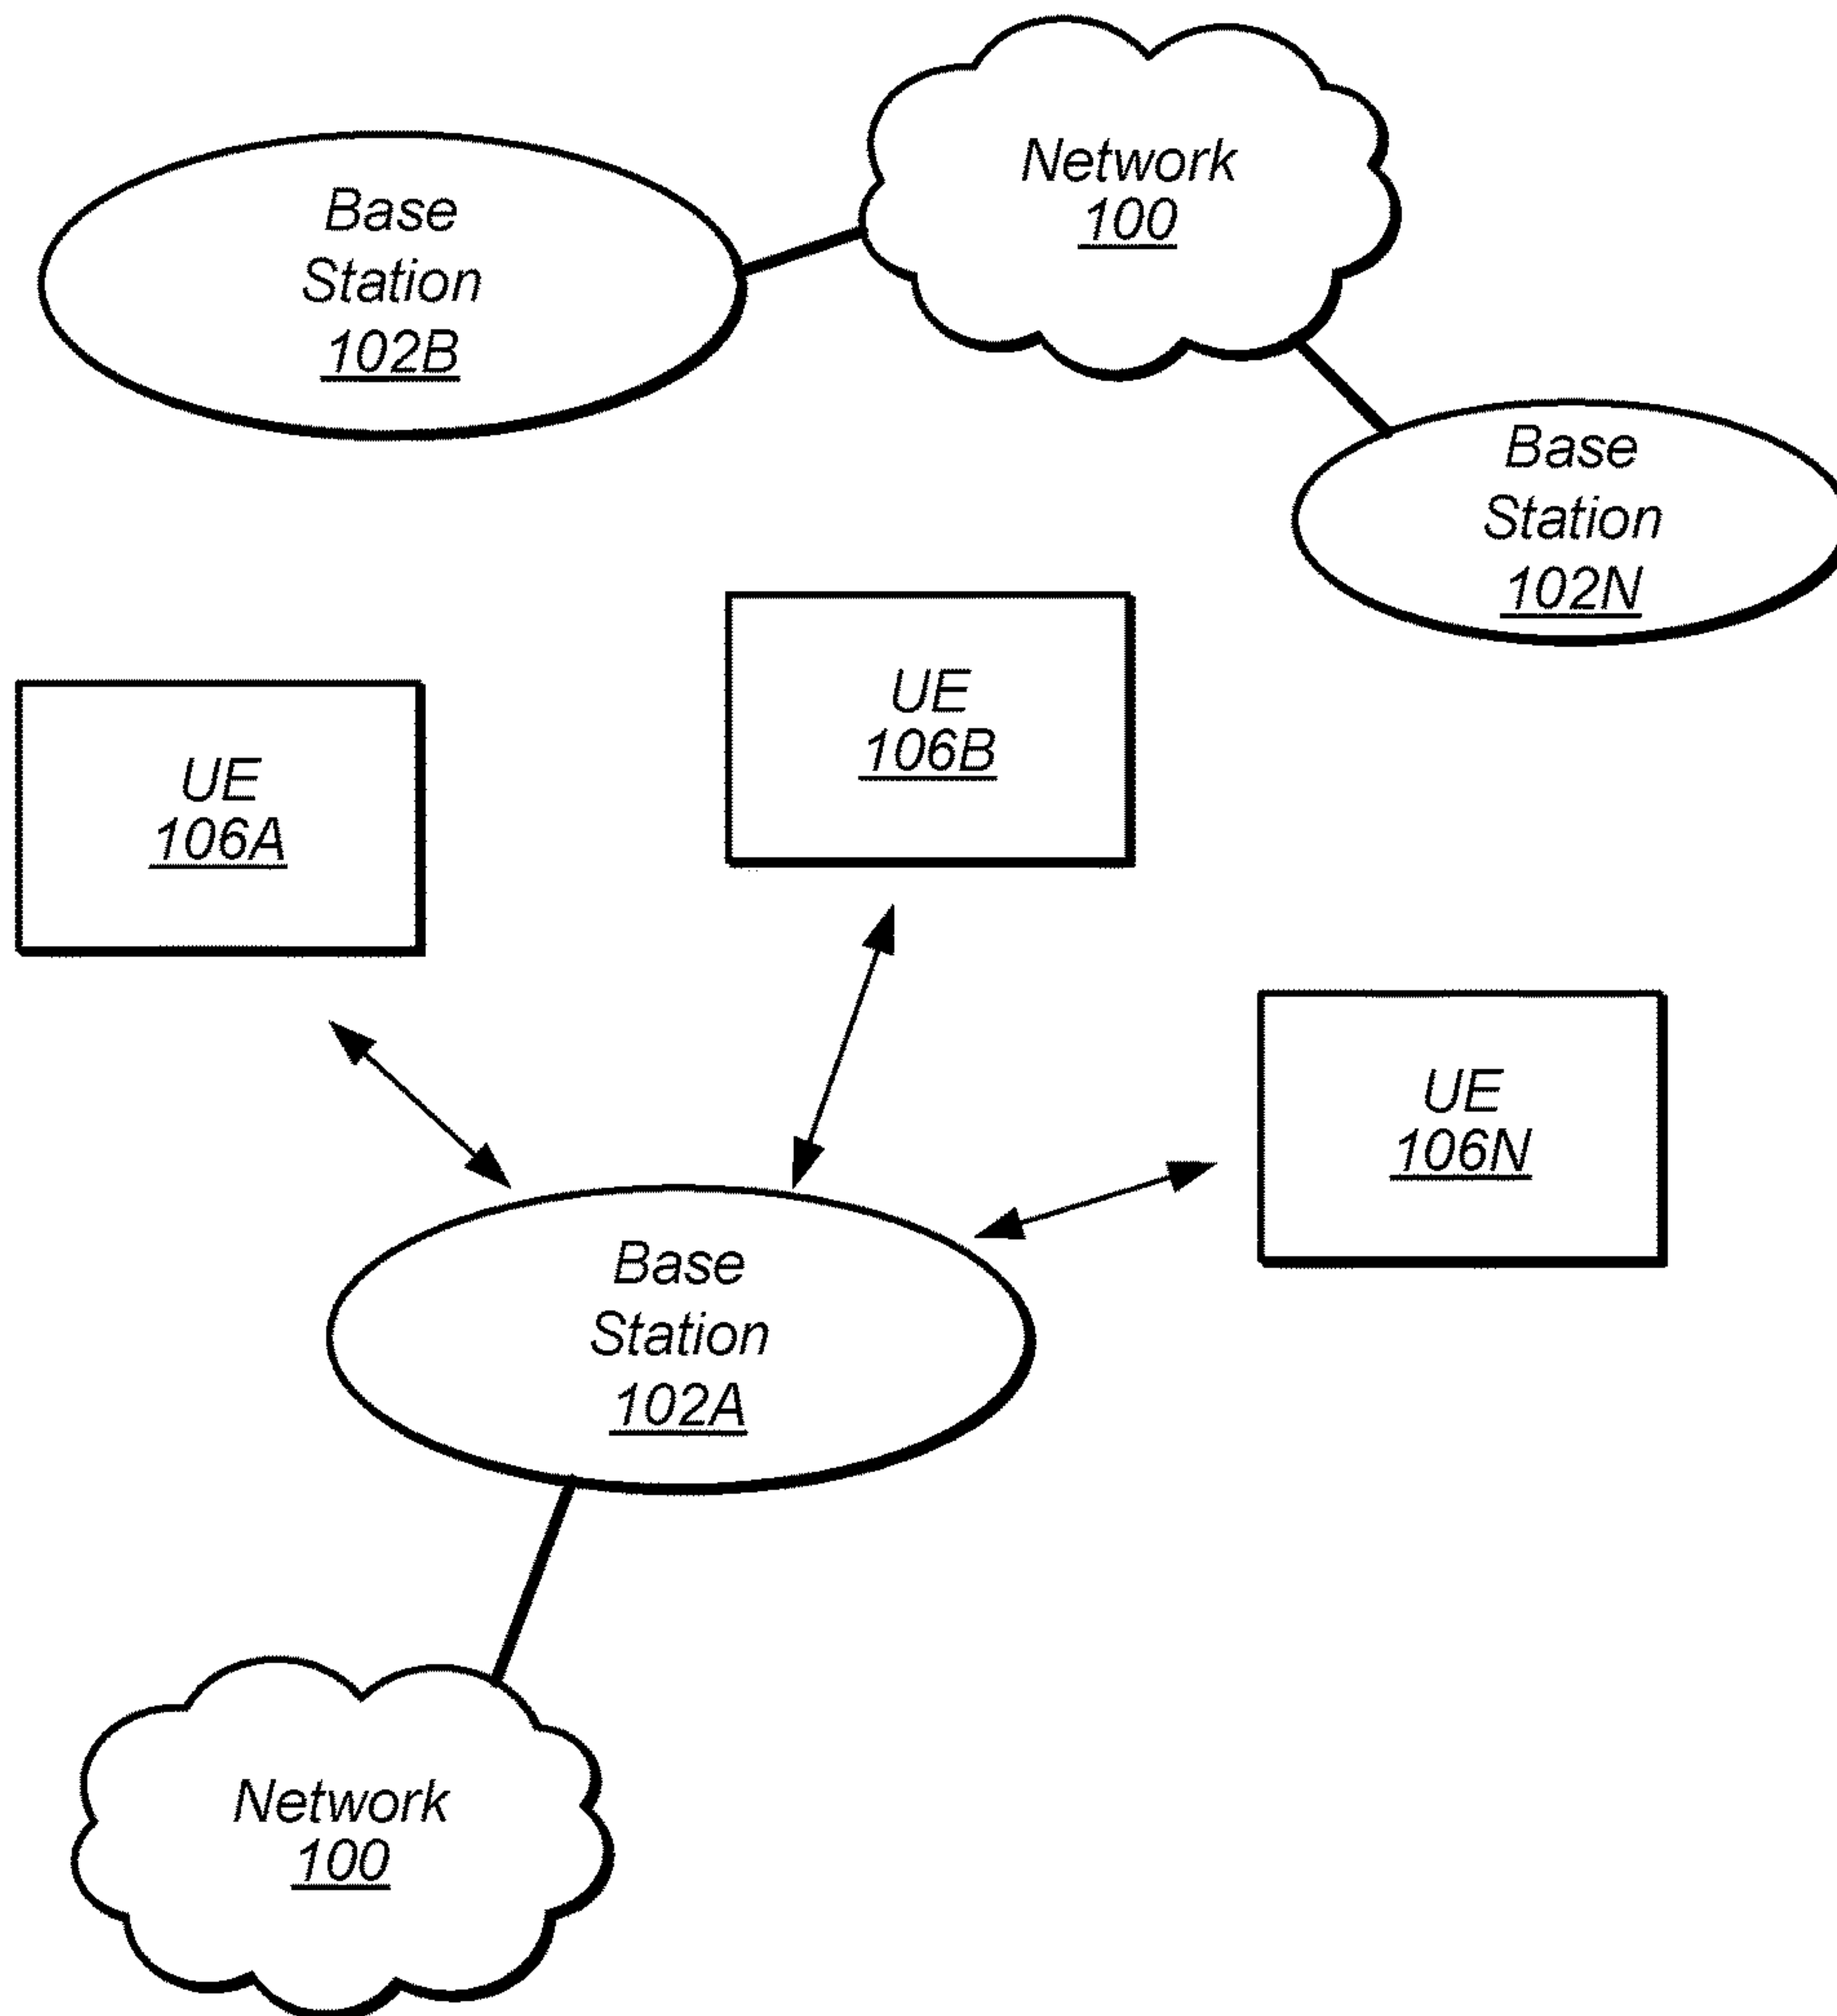 Network
100
Base
Station
102B
Base
Station
102N
UE
106B
UE
106A
UE
106N
Base
Station
102A
Network
100